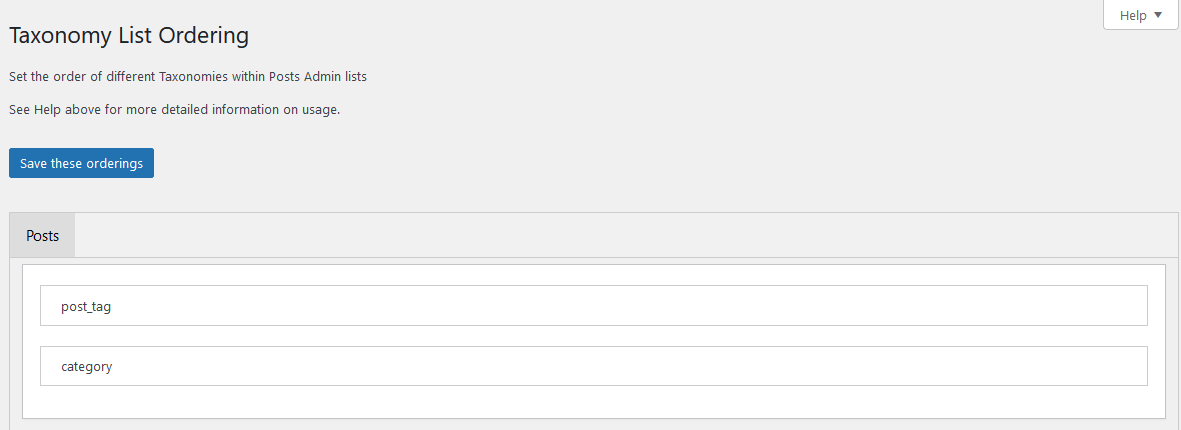 Help
Taxonomy List Ordering
Set the order of different Taxonomies within Posts Admin lists
See Help above for more detailed information on usage.
Save these orderings
Posts
post_tag
category